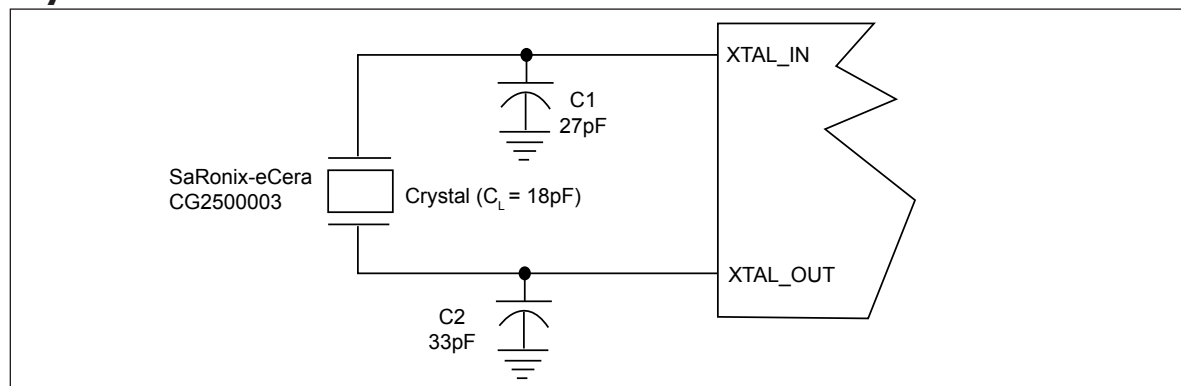 XTAL_IN
C1
27pF
SaRonix-eCera
CG2500003
Crystal (CL = 18pF)
XTAL_OUT
C2
33pF